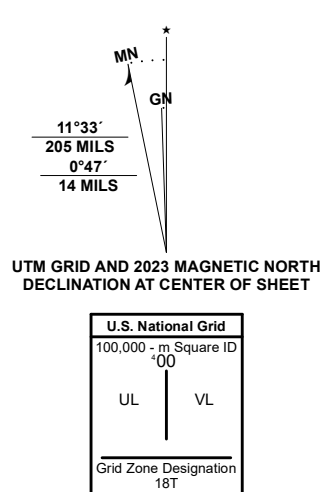 ★
MN
GN
11°33´
205 MILS
0°47´
14 MILS
UTM GRID AND 2023 MAGNETIC NORTH
DECLINATION AT CENTER OF SHEET
U.S. National Grid
100,000 - m Square ID
⁴00
UL VL
Grid Zone Designation
18T